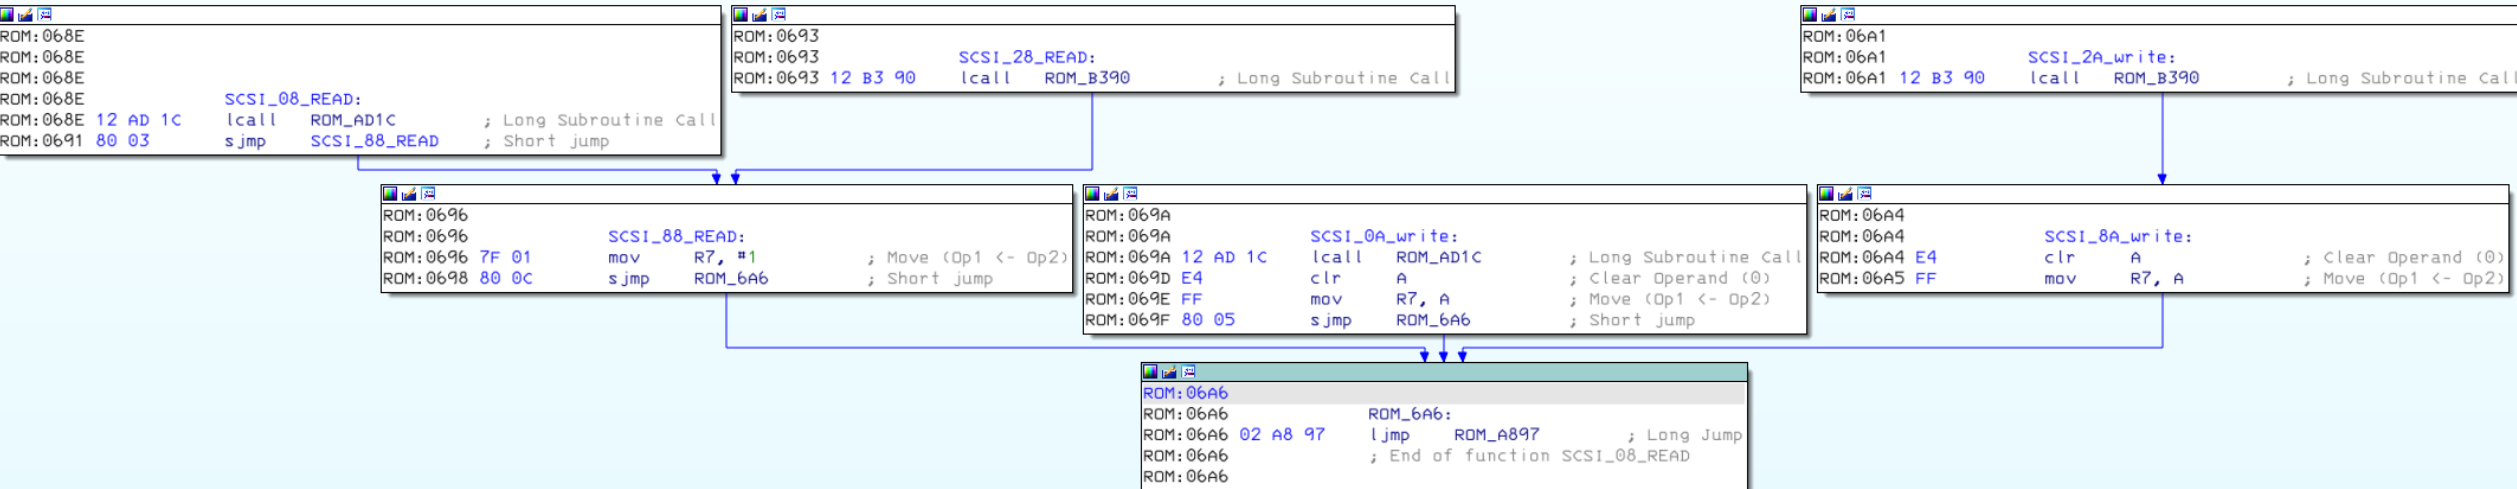 ROM:068E
ROM:068E
ROM:068E
ROM:068E SCSI_08_READ:
ROM:068E 12 AD 1C lcall ROM_AD1C ; Long Subroutine Call
ROM:0691 80 03 sjmp SCSI_88_READ ; Short jump
ROM:0693
ROM:0693 SCSI_28_READ:
ROM:0693 12 B3 90 lcall ROM_B390 ; Long Subroutine Call
ROM:06A1
ROM:06A1 SCSI_2A_write:
ROM:06A1 12 B3 90 lcall ROM_B390 ; Long Subroutine Call
ROM:0696
ROM:0696 SCSI_88_READ:
ROM:0696 7F 01 mov R7, #1 ; Move (Op1 <- Op2)
ROM:0698 80 0C sjmp ROM_6A6 ; Short jump
ROM:069A
ROM:069A SCSI_0A_write:
ROM:069A 12 AD 1C lcall ROM_AD1C ; Long Subroutine Call
ROM:069D E4 clr A ; Clear Operand (0)
ROM:069E FF mov R7, A ; Move (Op1 <- Op2)
ROM:069F 80 05 sjmp ROM_6A6 ; Short jump
ROM:06A4
ROM:06A4 SCSI_8A_write:
ROM:06A4 E4 clr A ; Clear Operand (0)
ROM:06A5 FF mov R7, A ; Move (Op1 <- Op2)
ROM:06A6
ROM:06A6 ROM_6A6:
ROM:06A6 02 A8 97 ljmp ROM_A897 ; Long Jump
ROM:06A6 ; End of function SCSI_08_READ
ROM:06A6